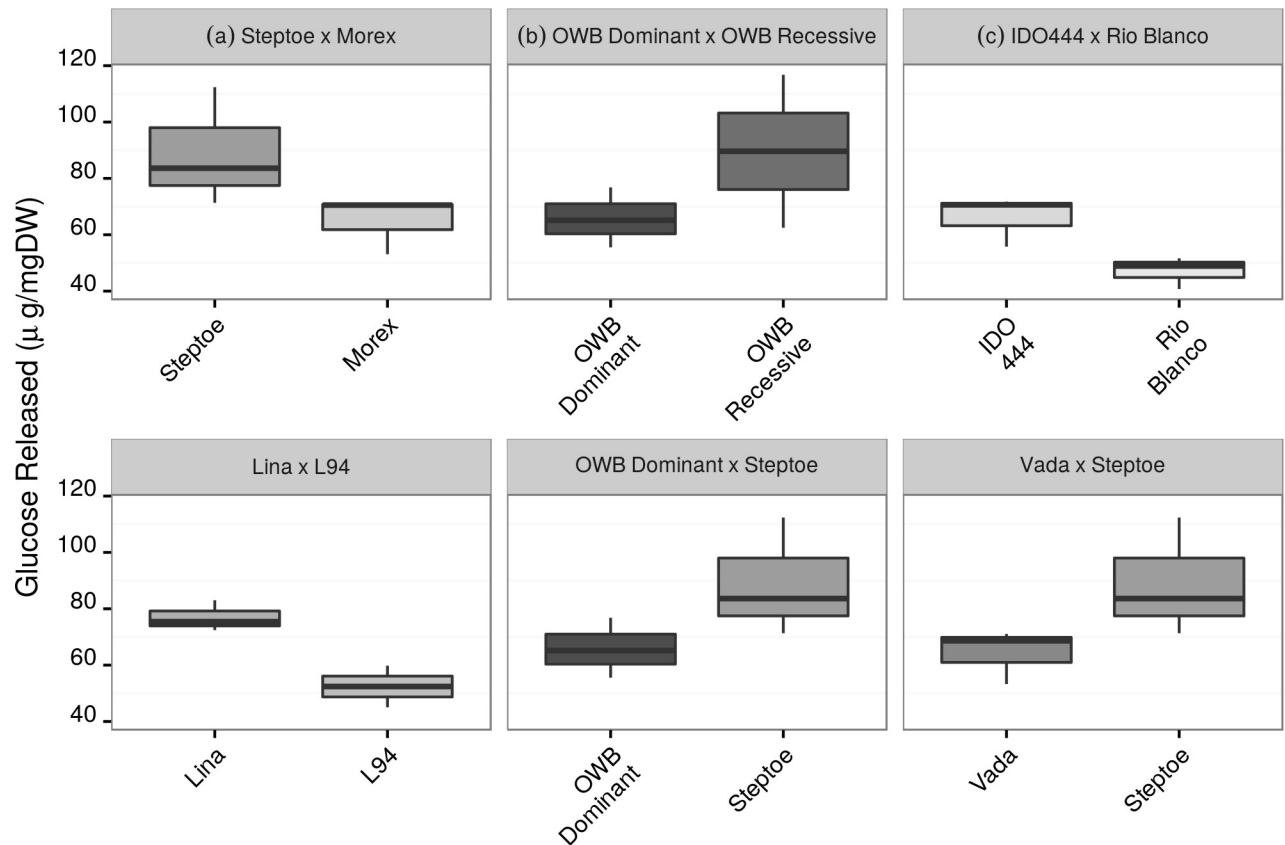 (a) Steptoe x Morex
(b) OWB Dominant x OWB Recessive
(c) IDO444 x Rio Blanco
Glucose Released (μ g/mgDW)
120
100
80
60
40
Steptoe
Morex
OWB
Dominant
OWB
Recessive
IDO
444
Rio
Blanco
Lina x L94
OWB Dominant x Steptoe
Vada x Steptoe
120
100
80
60
40
Lina
L94
OWB
Dominant
Steptoe
Vada
Steptoe